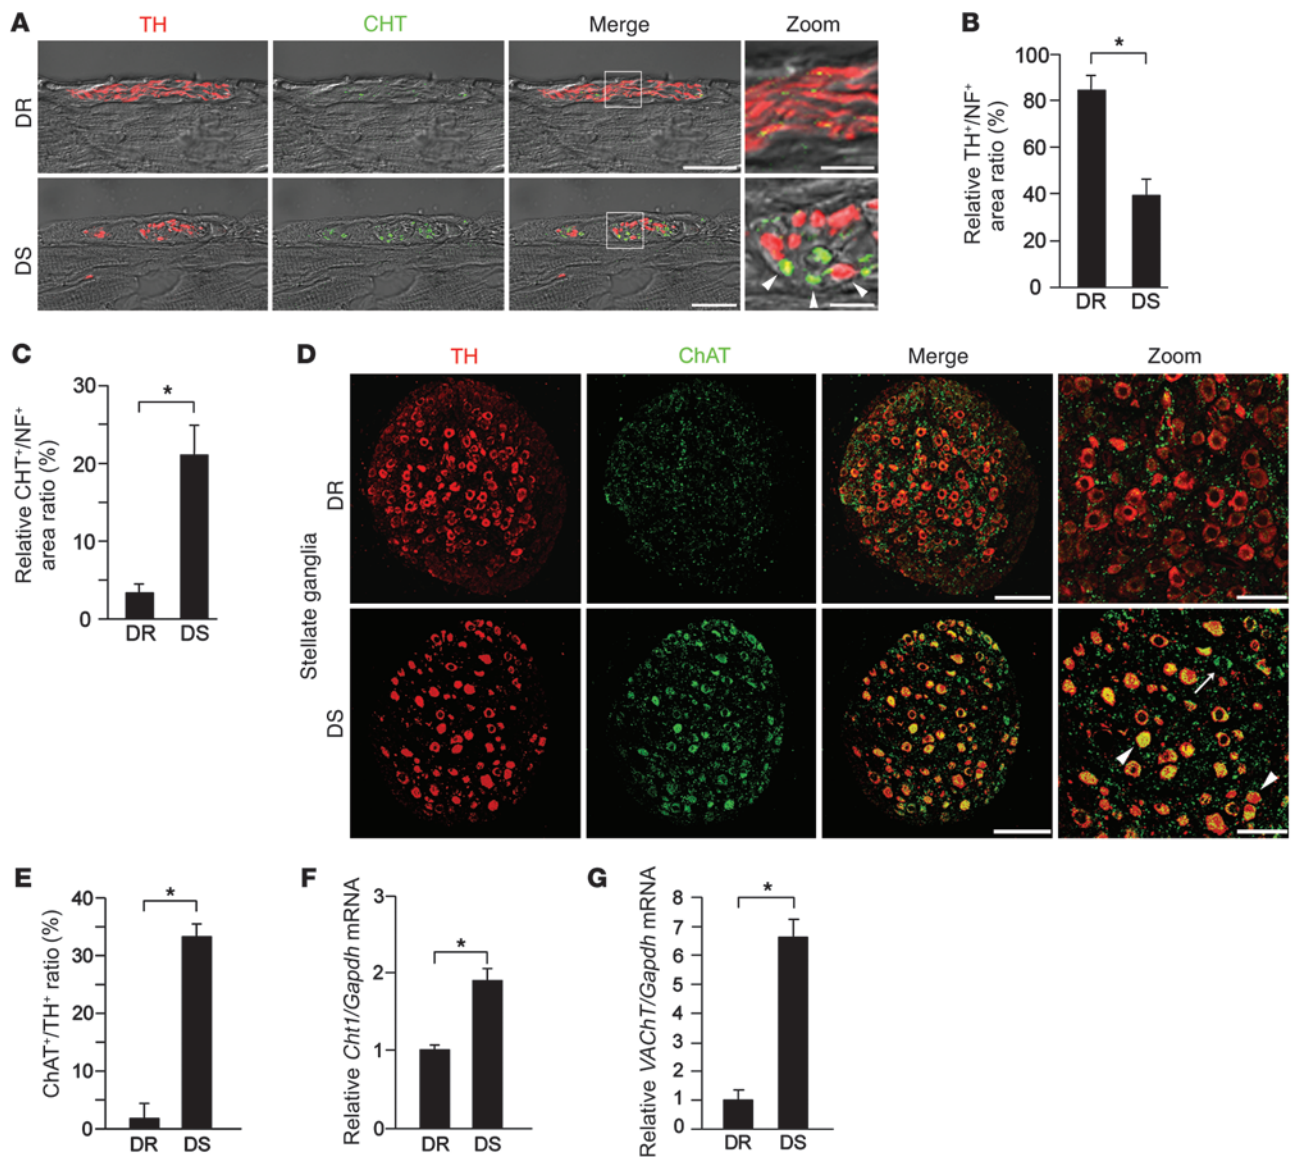 A
TH
CHT
Merge
Zoom
DR
DS
B
Relative TH⁺/NF⁺
area ratio (%)
100
80
60
40
20
0
*
DR
DS
C
Relative CHT⁺/NF⁺
area ratio (%)
30
20
10
0
*
DR
DS
D
TH
ChAT
Merge
Zoom
Stellate ganglia
DR
DS
E
ChAT⁺/TH⁺ ratio (%)
40
30
20
10
0
*
DR
DS
F
Relative Cht1/Gapdh mRNA
3
2
1
0
*
DR
DS
G
Relative VAChT/Gapdh mRNA
8
7
6
5
4
3
2
1
0
*
DR
DS